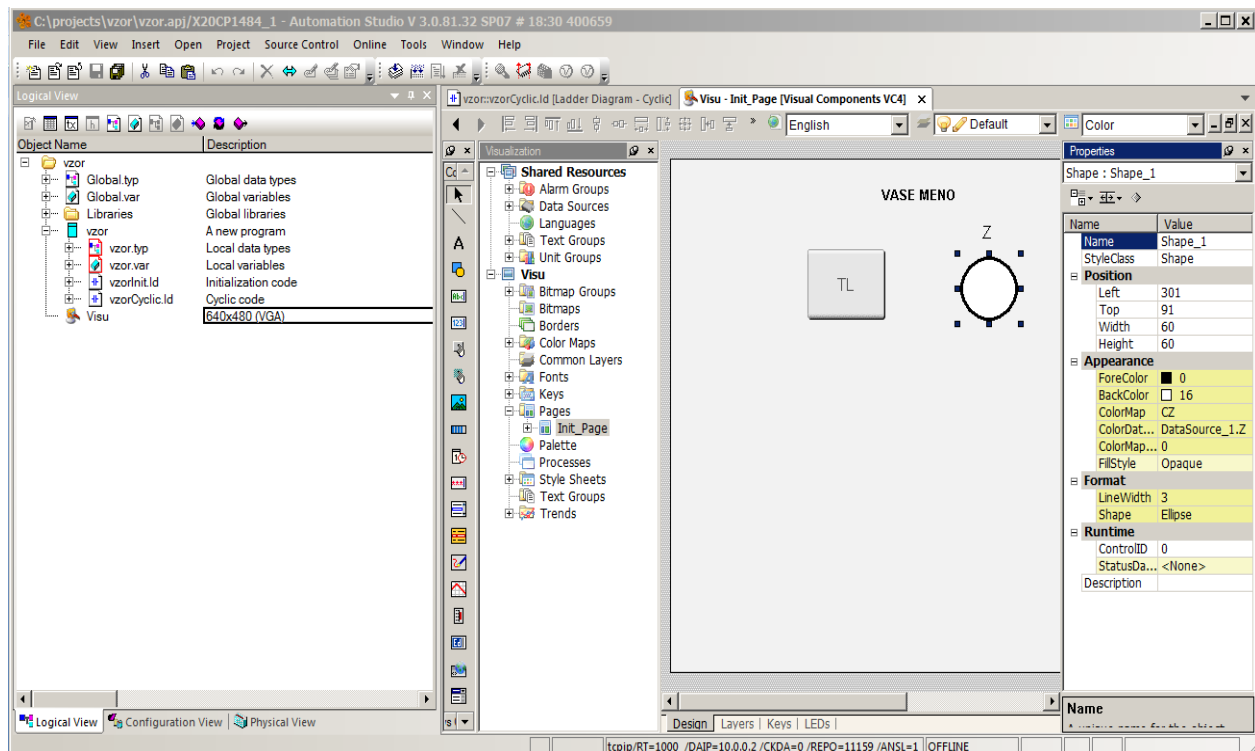 C:\projects\vzor\vzor.apj/X20CP1484_1 - Automation Studio V 3.0.81.32 SP07 # 18:30 400659
File Edit View Insert Open Project Source Control Online Tools Window Help
Logical View
Object Name Description
vzor
Global.typ Global data types
Global.var Global variables
Libraries Global libraries
vzor A new program
vzor.typ Local data types
vzor.var Local variables
vzorInit.ld Initialization code
vzorCyclic.ld Cyclic code
Visu 640x480 (VGA)
Logical View Configuration View Physical View
vzor::vzorCyclic.ld [Ladder Diagram - Cyclic] Visu - Init_Page [Visual Components VC4]
English Default Color
Visualization
Shared Resources
Alarm Groups
Data Sources
Languages
Text Groups
Unit Groups
Visu
Bitmap Groups
Bitmaps
Borders
Color Maps
Common Layers
Fonts
Keys
Pages
Init_Page
Palette
Processes
Style Sheets
Text Groups
Trends
VASE MENO
Z
TL
Design Layers Keys LEDs
Properties
Shape : Shape_1
Name Value
Name Shape_1
StyleClass Shape
Position
Left 301
Top 91
Width 60
Height 60
Appearance
ForeColor 0
BackColor 16
ColorMap CZ
ColorDat... DataSource_1.Z
ColorMap... 0
FillStyle Opaque
Format
LineWidth 3
Shape Ellipse
Runtime
ControlID 0
StatusDa... <None>
Description
Name
tcpip/RT=1000 /DAIP=10.0.0.2 /CKDA=0 /REPO=11159 /ANSL=1 OFFLINE